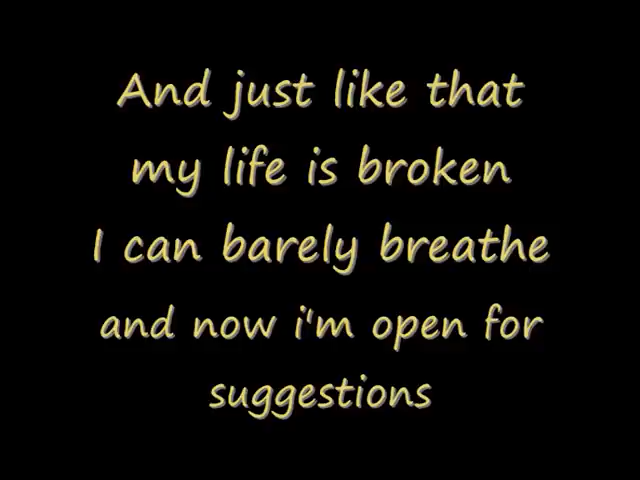 And just like that
my life is broken
I can barely breathe
and now i'm open for
suggestions